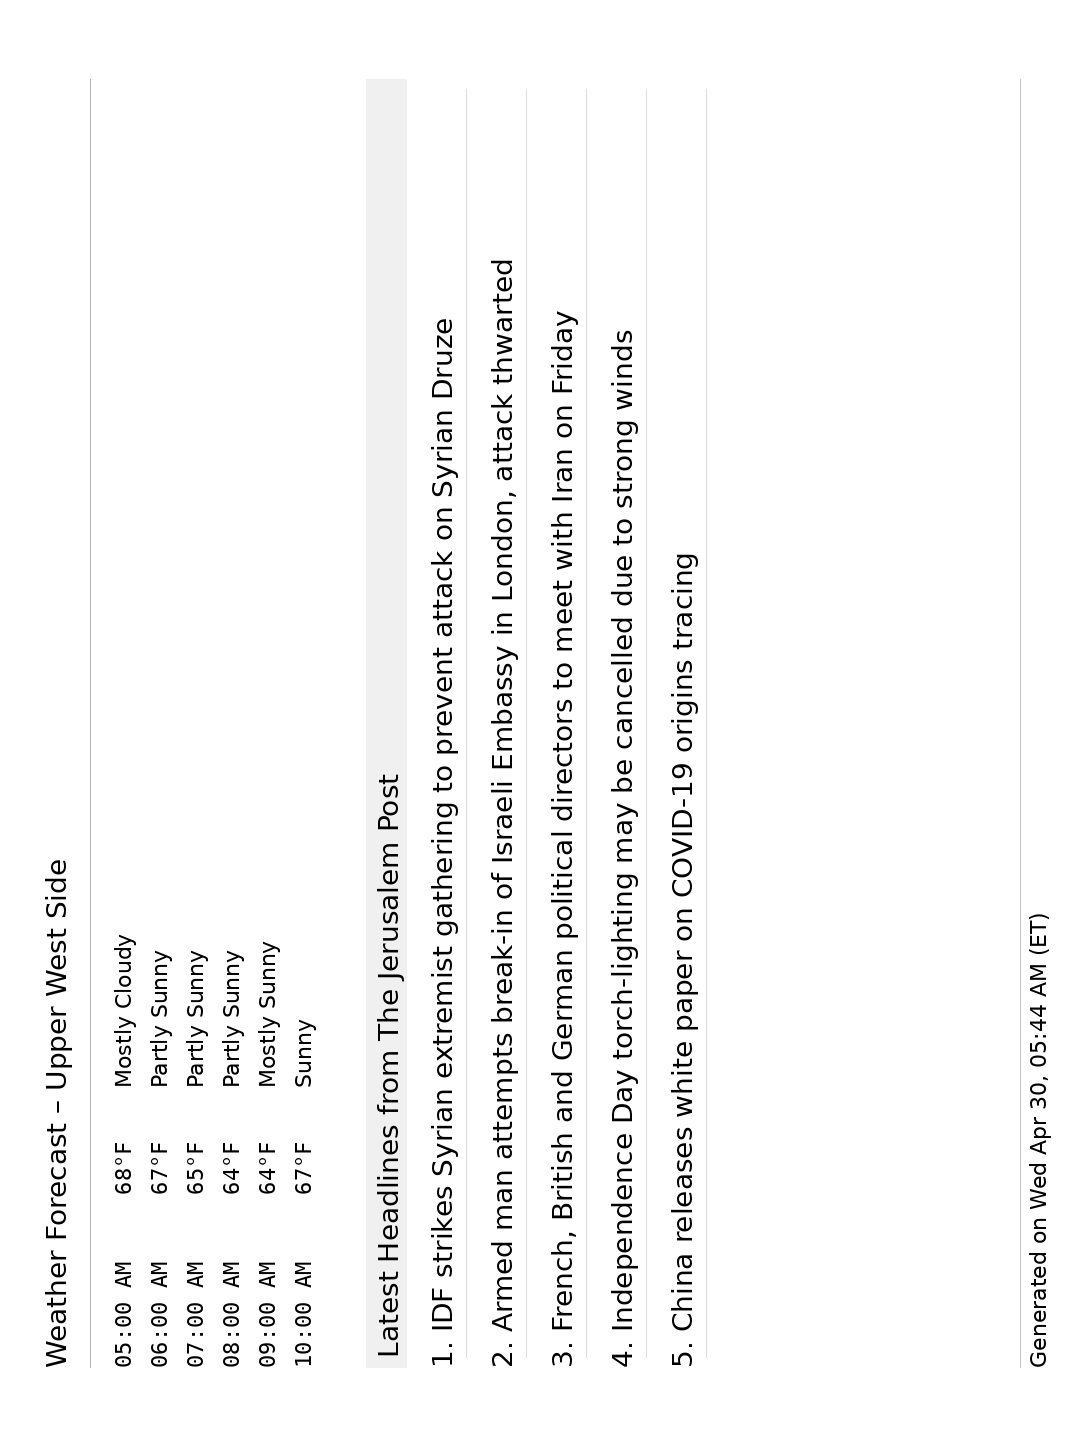 Weather Forecast – Upper West Side
05:00 AM 68°F Mostly Cloudy
06:00 AM 67°F Partly Sunny
07:00 AM 65°F Partly Sunny
08:00 AM 64°F Partly Sunny
09:00 AM 64°F Mostly Sunny
10:00 AM 67°F Sunny
Latest Headlines from The Jerusalem Post
1. IDF strikes Syrian extremist gathering to prevent attack on Syrian Druze
2. Armed man attempts break-in of Israeli Embassy in London, attack thwarted
3. French, British and German political directors to meet with Iran on Friday
4. Independence Day torch-lighting may be cancelled due to strong winds
5. China releases white paper on COVID-19 origins tracing
Generated on Wed Apr 30, 05:44 AM (ET)